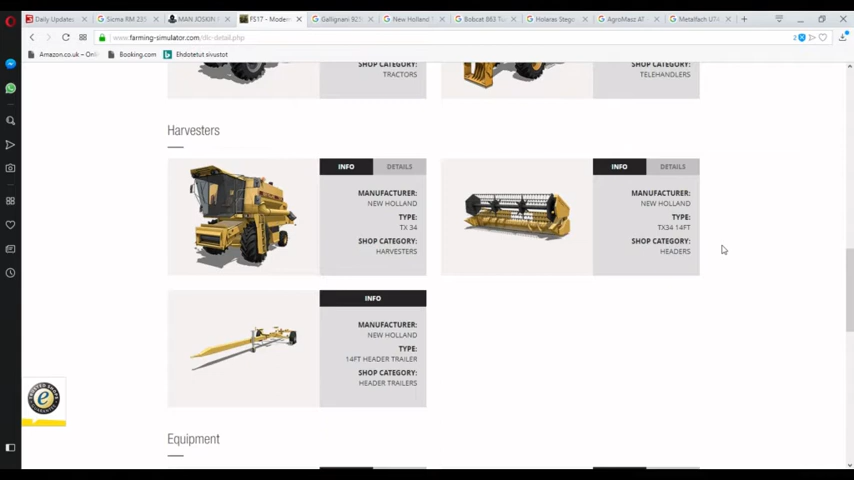 Daily Updates
Sicma RM 235
MAN JOSKIN
FS17 - Modern
Gallignani 925
New Holland
Bobcat 863 Tu
Holaras Stego
AgroMasz AT
Metalfach UT4
www.farming-simulator.com/dlc-detail.php
2
Amazon.co.uk – Onli
Booking.com
Ehdotetut sivustot
TRACTORS
SHOP CATEGORY:
TELEHANDLERS
Harvesters
INFO
DETAILS
MANUFACTURER:
NEW HOLLAND
TYPE:
TX 34
SHOP CATEGORY:
HARVESTERS
INFO
DETAILS
MANUFACTURER:
NEW HOLLAND
TYPE:
TX34 14FT
SHOP CATEGORY:
HEADERS
INFO
MANUFACTURER:
NEW HOLLAND
TYPE:
14FT HEADER TRAILER
SHOP CATEGORY:
HEADER TRAILERS
Equipment